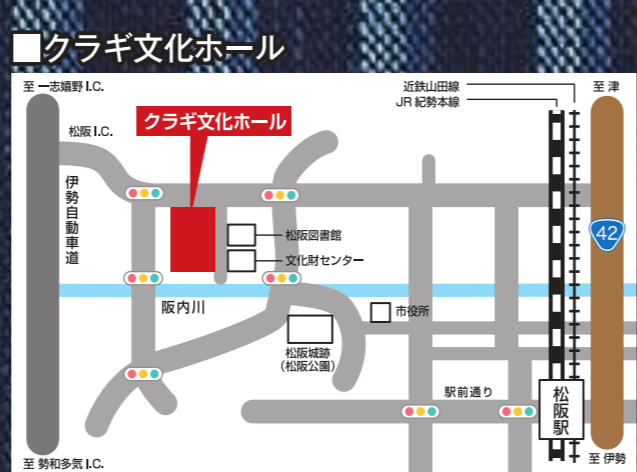 ■クラギ文化ホール
至 一志嬉野 I.C.
近鉄山田線
至 津
JR 紀勢本線
松阪 I.C.
クラギ文化ホール
伊勢自動車道
42
松阪図書館
文化財センター
阪内川
市役所
松阪城跡
（松阪公園）
駅前通り
松阪駅
至 勢和多気 I.C.
至 伊勢